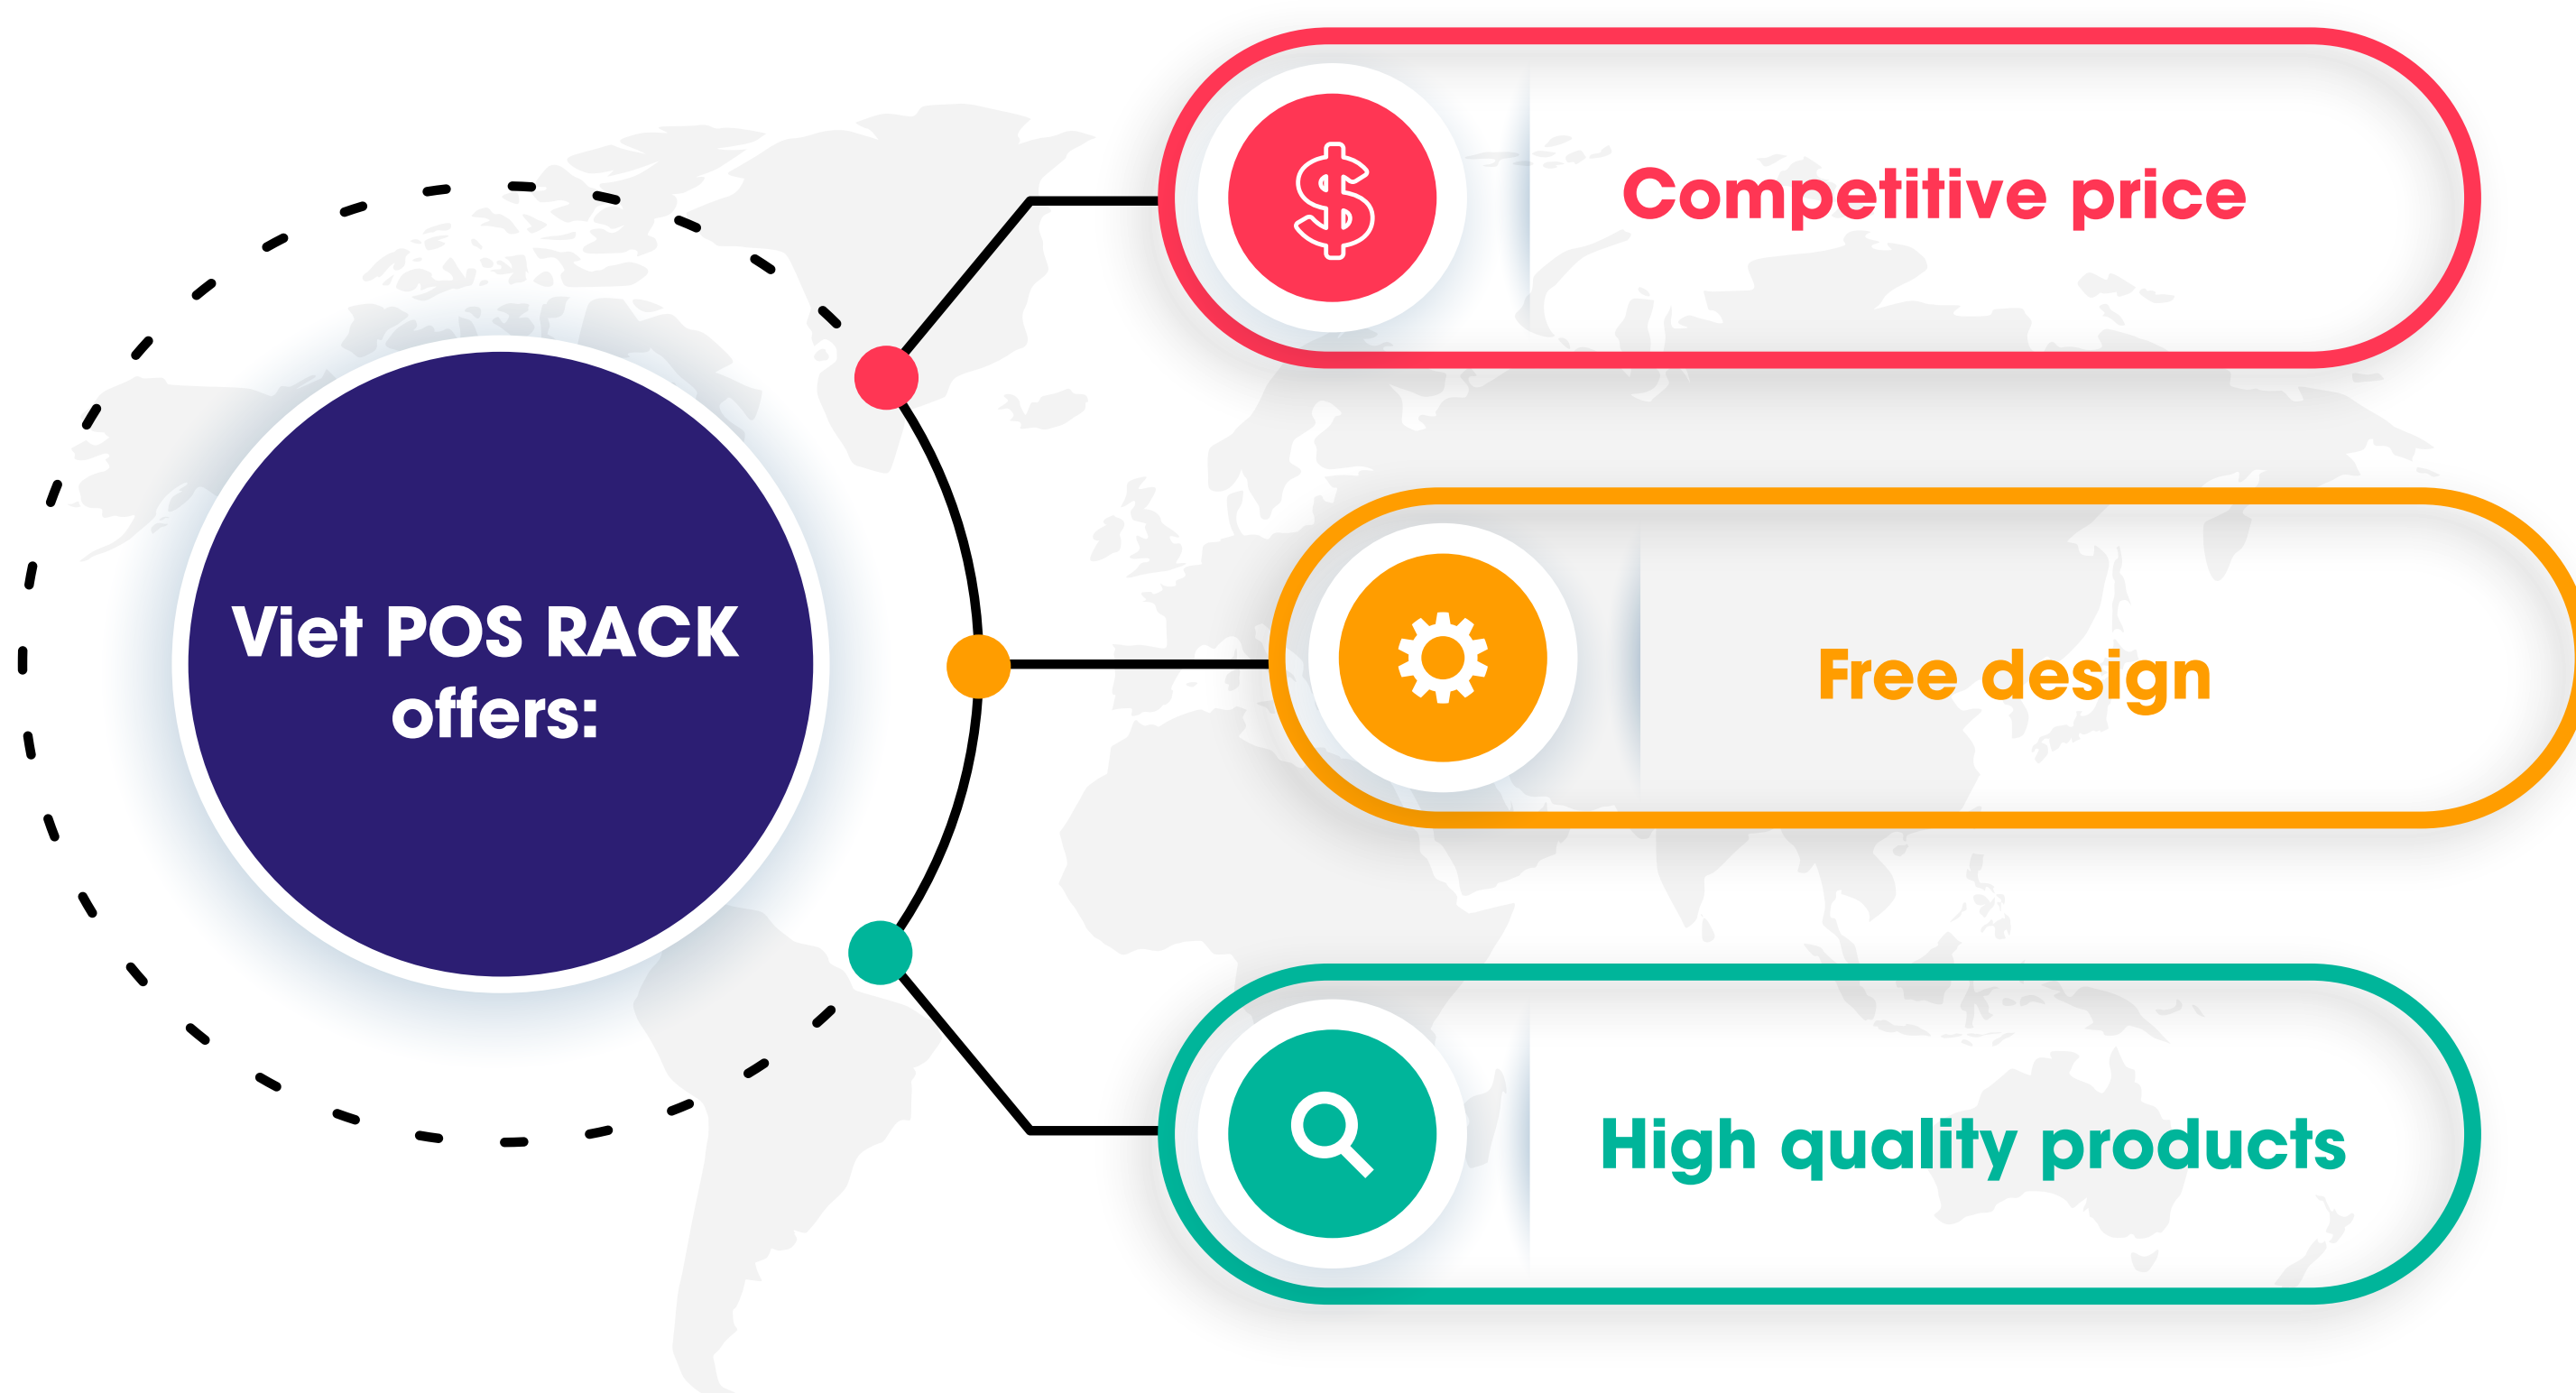 Viet POS RACK
offers:
Competitive price
Free design
High quality products